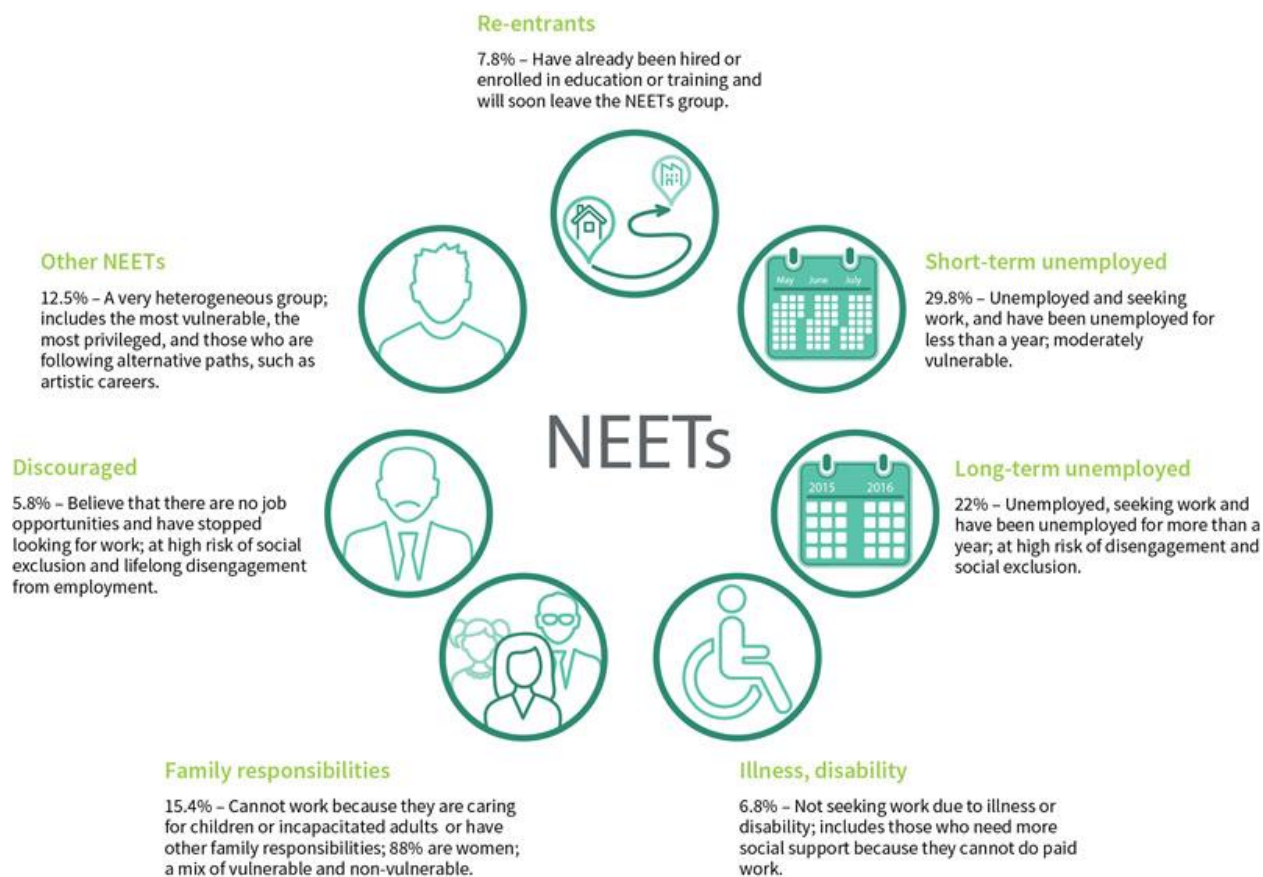 Re-entrants
7.8% – Have already been hired or
enrolled in education or training and
will soon leave the NEETs group.
Other NEETs
12.5% – A very heterogeneous group;
includes the most vulnerable, the
most privileged, and those who are
following alternative paths, such as
artistic careers.
May June July
Short-term unemployed
29.8% – Unemployed and seeking
work, and have been unemployed for
less than a year; moderately
vulnerable.
NEETs
Discouraged
5.8% – Believe that there are no job
opportunities and have stopped
looking for work; at high risk of social
exclusion and lifelong disengagement
from employment.
2015 2016
Long-term unemployed
22% – Unemployed, seeking work and
have been unemployed for more than a
year; at high risk of disengagement and
social exclusion.
Family responsibilities
15.4% – Cannot work because they are caring
for children or incapacitated adults or have
other family responsibilities; 88% are women;
a mix of vulnerable and non-vulnerable.
Illness, disability
6.8% – Not seeking work due to illness or
disability; includes those who need more
social support because they cannot do paid
work.